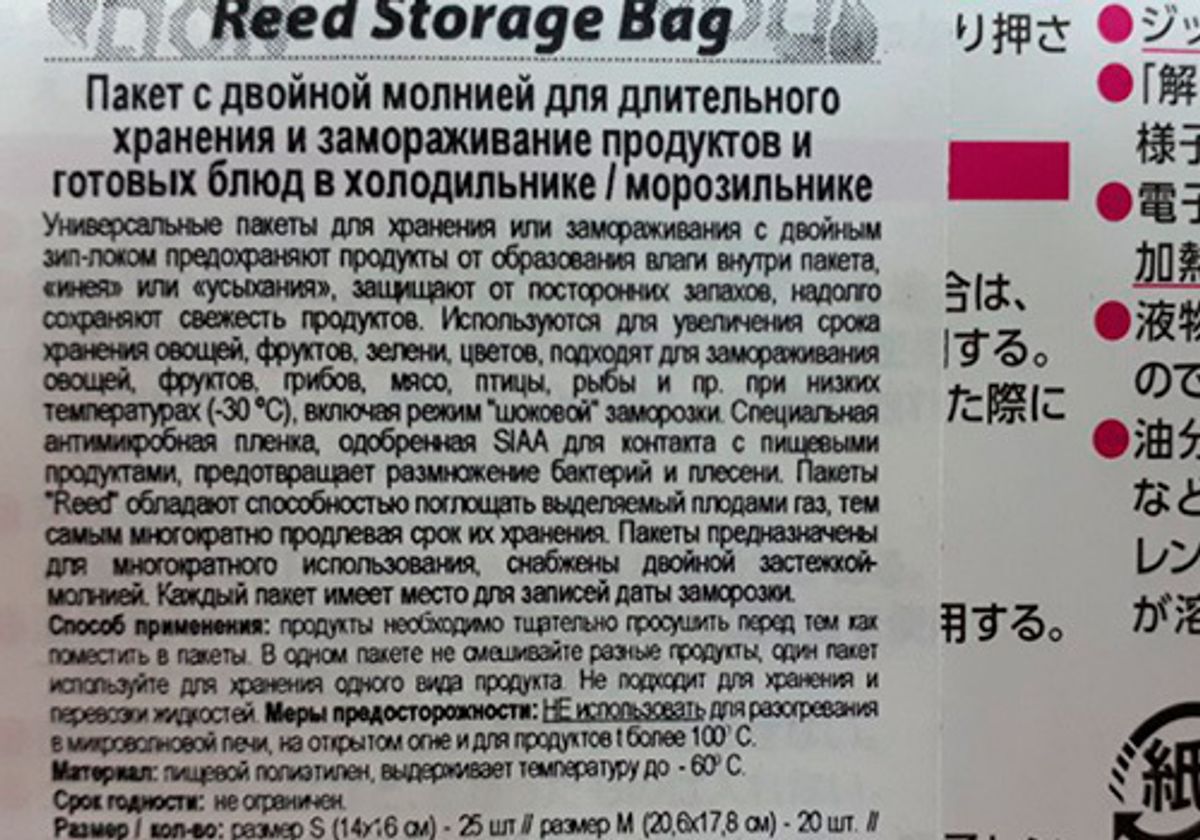 Reed Storage Bag
Пакет с двойной молнией для длительного
хранения и замораживание продуктов и
готовых блюд в холодильнике / морозильнике
Универсальные пакеты для хранения или замораживания с двойным
зип-локом предохраняют продукты от образования влаги внутри пакета,
«инея» или «усыхания», защищают от посторонних запахов, надолго
сохраняют свежесть продуктов. Используются для увеличения срока
хранения овощей, фруктов, зелени, цветов, подходят для замораживания
овощей, фруктов, грибов, мясо, птицы, рыбы и пр. при низких
температурах (-30 °C), включая режим "шоковой" заморозки. Специальная
антимикробная пленка, одобренная SIAA для контакта с пищевыми
продуктами, предотвращает размножение бактерий и плесени. Пакеты
"Reed" обладают способностью поглощать выделяемый плодами газ, тем
самым многократно продлевая срок их хранения. Пакеты предназначены
для многократного использования, снабжены двойной застежкой-
молнией. Каждый пакет имеет место для записей даты заморозки.
Способ применения: продукты необходимо тщательно просушить перед тем как
поместить в пакеты. В одном пакете не смешивайте разные продукты, один пакет
используйте для хранения одного вида продукта. Не подходит для хранения и
перевозки жидкостей. Меры предосторожности: НЕ использовать для разогревания
в микроволновой печи, на открытом огне и для продуктов t более 100° C.
Материал: пищевой полиэтилен, выдерживает температуру до - 60° C.
Срок годности: не ограничен.
Размер / кол-во: размер S (14x16 см) - 25 шт // размер M (20,6x17,8 см) - 20 шт. //
り押さ
合は、
する。
た際に
用する。
●ジッ
●「解
様子
●電子
加熱
●液物
ので
●油分
など
レン
が溶
紙